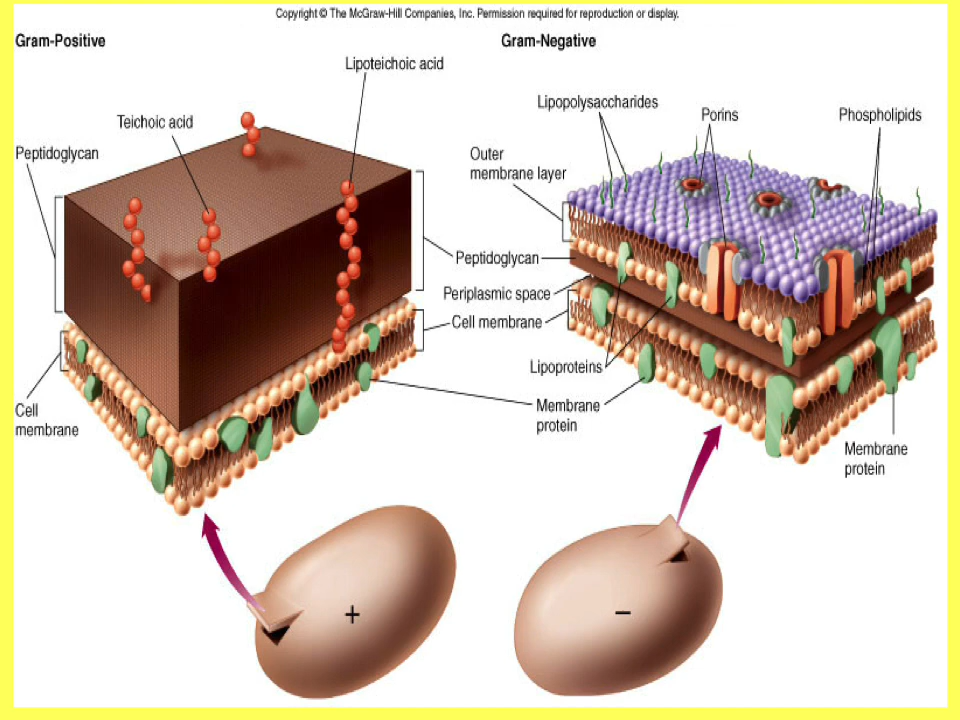 Copyright © The McGraw-Hill Companies, Inc. Permission required for reproduction or display.
Gram-Positive
Gram-Negative
Lipoteichoic acid
Teichoic acid
Peptidoglycan
Lipopolysaccharides
Porins
Phospholipids
Outer
membrane layer
Peptidoglycan
Periplasmic space
Cell membrane
Lipoproteins
Cell
membrane
Membrane
protein
Membrane
protein
+
−